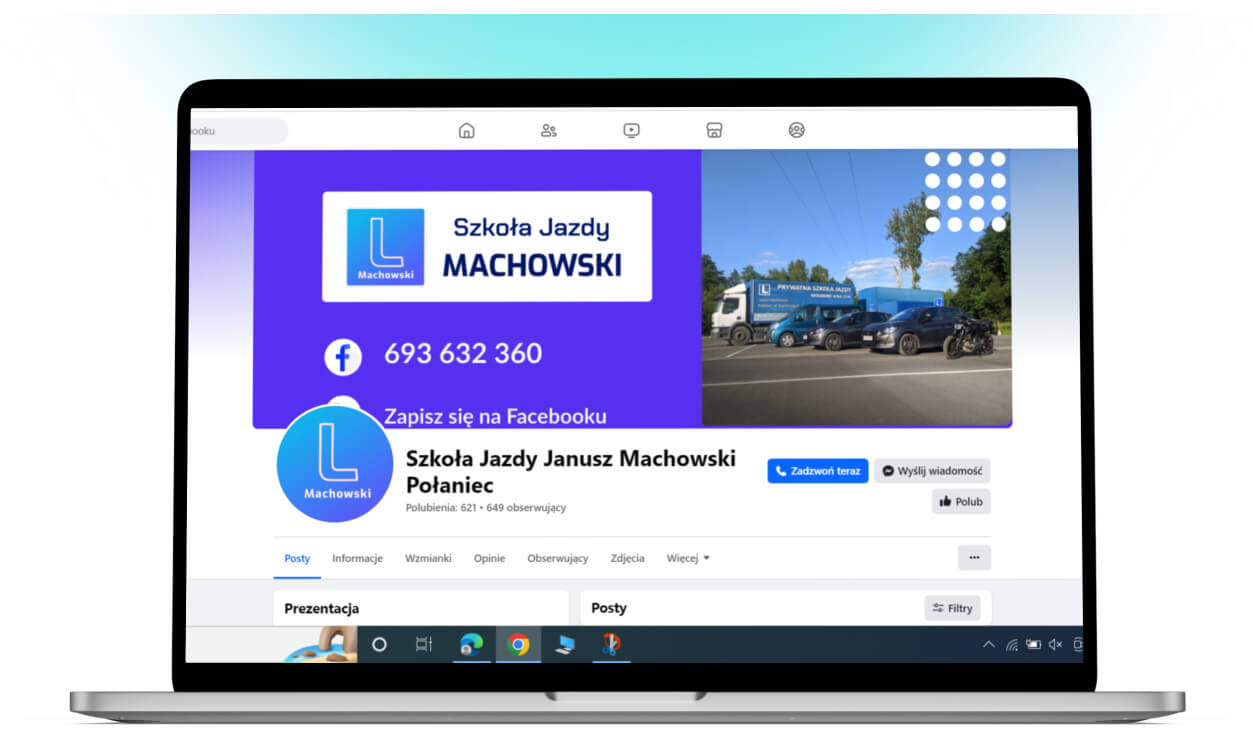 ooku
L
Machowski
Szkoła Jazdy
MACHOWSKI
L PRYWATNA SZKOŁA JAZDY
693 632 360
Zapisz się na Facebooku
L
Machowski
Szkoła Jazdy Janusz Machowski
Połaniec
Polubienia: 621 • 649 obserwujący
Zadzwoń teraz
Wyślij wiadomość
Polub
Posty Informacje Wzmianki Opinie Obserwujący Zdjęcia Więcej
Prezentacja
Posty
Filtry